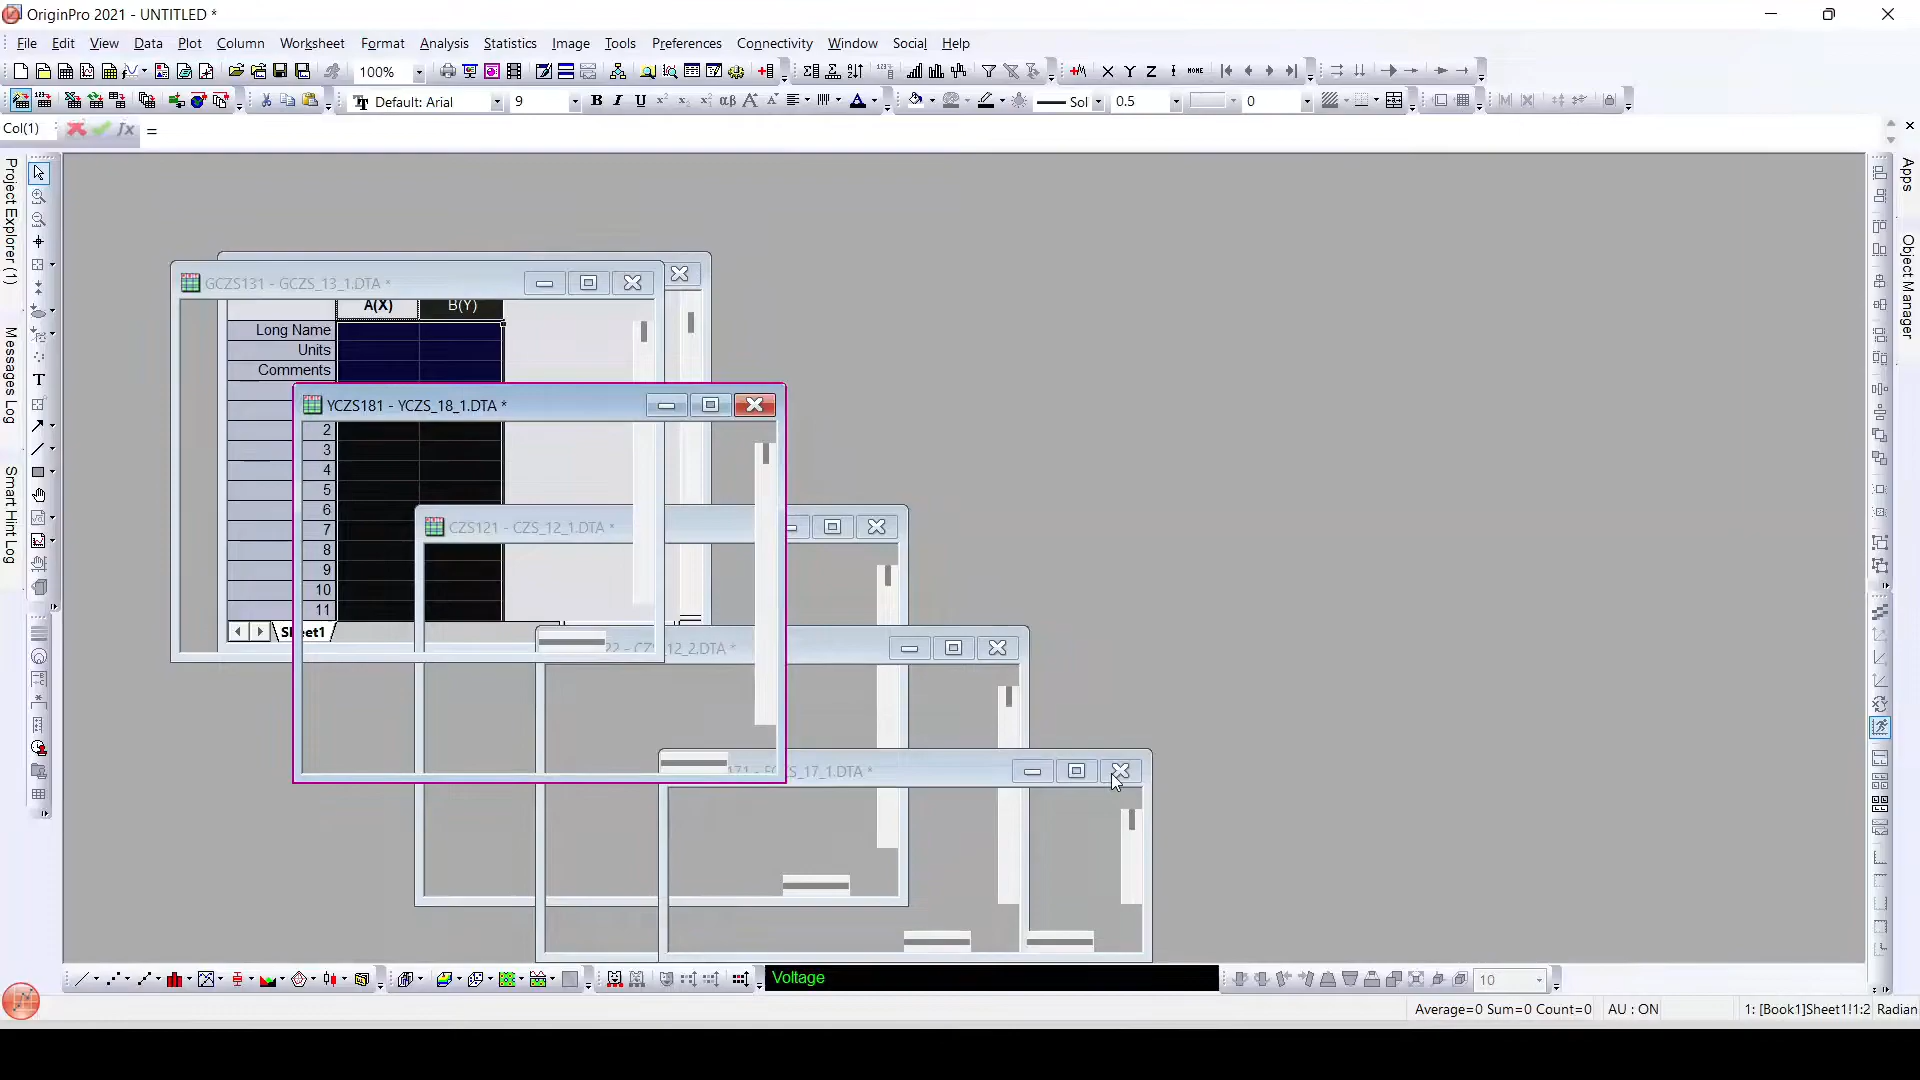 OriginPro 2021 - UNTITLED *
File Edit View Data Plot Column Worksheet Format Analysis Statistics Image Tools Preferences Connectivity Window Social Help
100%
Default: Arial 9 B I U αβ A A A Sol 0.5 0
Col(1) fx =
Project Explorer (1)
Messages Log
Smart Hint Log
Apps
Object Manager
GCZS131 - GCZS_13_1.DTA *
A(X) B(Y)
Long Name
Units
Comments
YCZS181 - YCZS_18_1.DTA *
2
3
4
5
6
7
8
9
10
11
CZS121 - CZS_12_1.DTA *
Sheet1
12_2.DTA *
171 -
S_17_1.DTA *
Voltage
10
Average=0 Sum=0 Count=0 AU : ON 1: [Book1]Sheet1!1:2 Radian